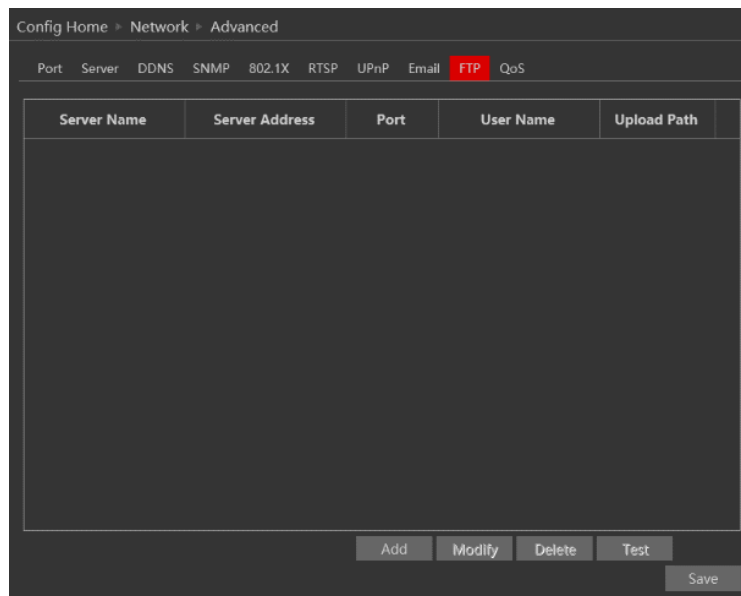 Config Home ▸ Network ▸ Advanced
Port Server DDNS SNMP 802.1X RTSP UPnP Email FTP QoS
Server Name Server Address Port User Name Upload Path
Add Modify Delete Test
Save